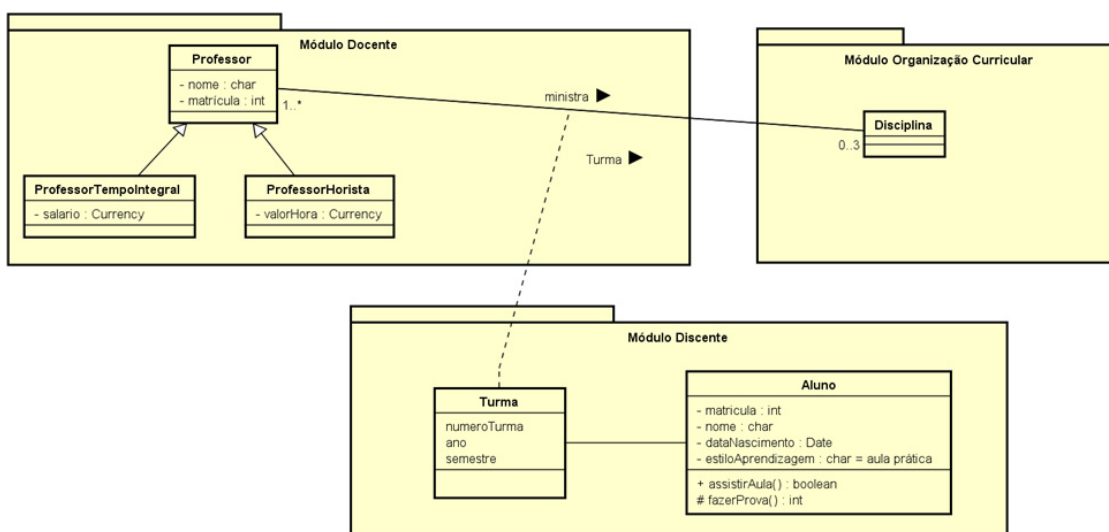 Módulo Docente
Professor
- nome : char
- matrícula : int
1..*
ministra
Turma
ProfessorTempoIntegral
- salario : Currency
ProfessorHorista
- valorHora : Currency
Módulo Organização Curricular
Disciplina
0..3
Módulo Discente
Turma
numeroTurma
ano
semestre
Aluno
- matricula : int
- nome : char
- dataNascimento : Date
- estiloAprendizagem : char = aula prática
+ assistirAula() : boolean
# fazerProva() : int